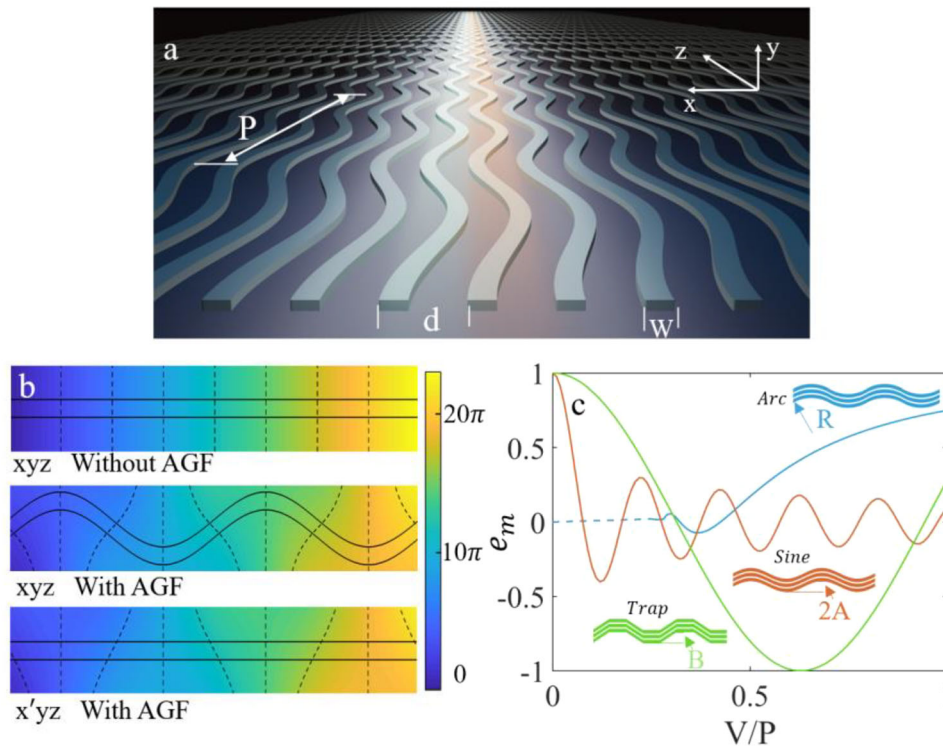 a
y
z
x
P
d
W
b
20π
xyz Without AGF
10π
xyz With AGF
0
x'yz With AGF
c
1
0.5
0
-0.5
-1
e_m
Arc
R
Sine
2A
Trap
B
0
0.5
V/P